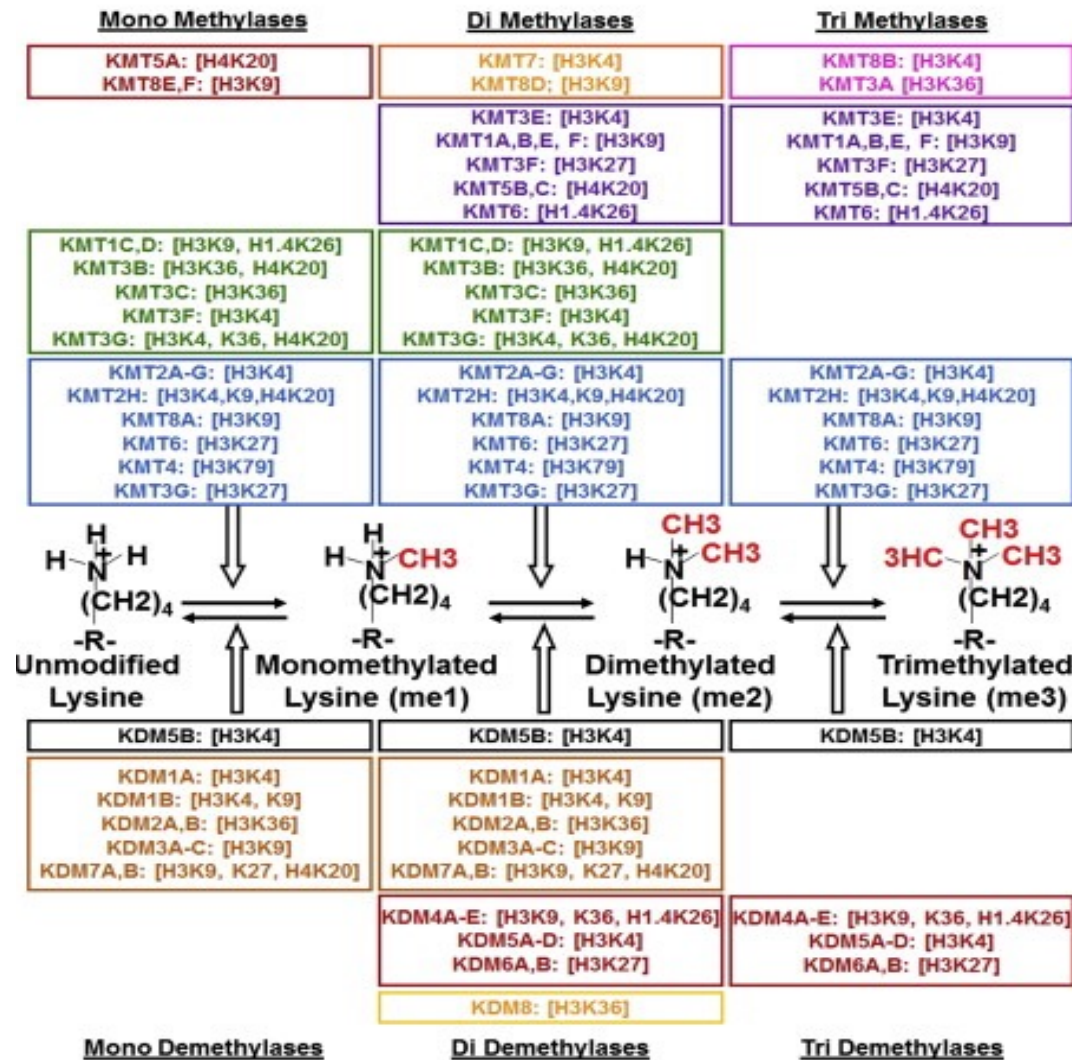 Mono Methylases
Di Methylases
Tri Methylases
KMT5A: [H4K20]
KMT8E,F: [H3K9]
KMT7: [H3K4]
KMT8D; [H3K9]
KMT8B: [H3K4]
KMT3A [H3K36]
KMT3E: [H3K4]
KMT1A,B,E, F: [H3K9]
KMT3F: [H3K27]
KMT5B,C: [H4K20]
KMT6: [H1.4K26]
KMT3E: [H3K4]
KMT1A,B,E, F: [H3K9]
KMT3F: [H3K27]
KMT5B,C: [H4K20]
KMT6: [H1.4K26]
KMT1C,D: [H3K9, H1.4K26]
KMT3B: [H3K36, H4K20]
KMT3C: [H3K36]
KMT3F: [H3K4]
KMT3G: [H3K4, K36, H4K20]
KMT1C,D: [H3K9, H1.4K26]
KMT3B: [H3K36, H4K20]
KMT3C: [H3K36]
KMT3F: [H3K4]
KMT3G: [H3K4, K36, H4K20]
KMT2A-G: [H3K4]
KMT2H: [H3K4,K9,H4K20]
KMT8A: [H3K9]
KMT6: [H3K27]
KMT4: [H3K79]
KMT3G: [H3K27]
KMT2A-G: [H3K4]
KMT2H: [H3K4,K9,H4K20]
KMT8A: [H3K9]
KMT6: [H3K27]
KMT4: [H3K79]
KMT3G: [H3K27]
KMT2A-G: [H3K4]
KMT2H: [H3K4,K9,H4K20]
KMT8A: [H3K9]
KMT6: [H3K27]
KMT4: [H3K79]
KMT3G: [H3K27]
H
H N + H
(CH2)4
-R-
Unmodified
Lysine
H
H N + CH3
(CH2)4
-R-
Monomethylated
Lysine (me1)
CH3
H N + CH3
(CH2)4
-R-
Dimethylated
Lysine (me2)
CH3
3HC N + CH3
(CH2)4
-R-
Trimethylated
Lysine (me3)
KDM5B: [H3K4]
KDM5B: [H3K4]
KDM5B: [H3K4]
KDM1A: [H3K4]
KDM1B: [H3K4, K9]
KDM2A,B: [H3K36]
KDM3A-C: [H3K9]
KDM7A,B: [H3K9, K27, H4K20]
KDM1A: [H3K4]
KDM1B: [H3K4, K9]
KDM2A,B: [H3K36]
KDM3A-C: [H3K9]
KDM7A,B: [H3K9, K27, H4K20]
KDM4A-E: [H3K9, K36, H1.4K26]
KDM5A-D: [H3K4]
KDM6A,B: [H3K27]
KDM4A-E: [H3K9, K36, H1.4K26]
KDM5A-D: [H3K4]
KDM6A,B: [H3K27]
KDM8: [H3K36]
Mono Demethylases
Di Demethylases
Tri Demethylases